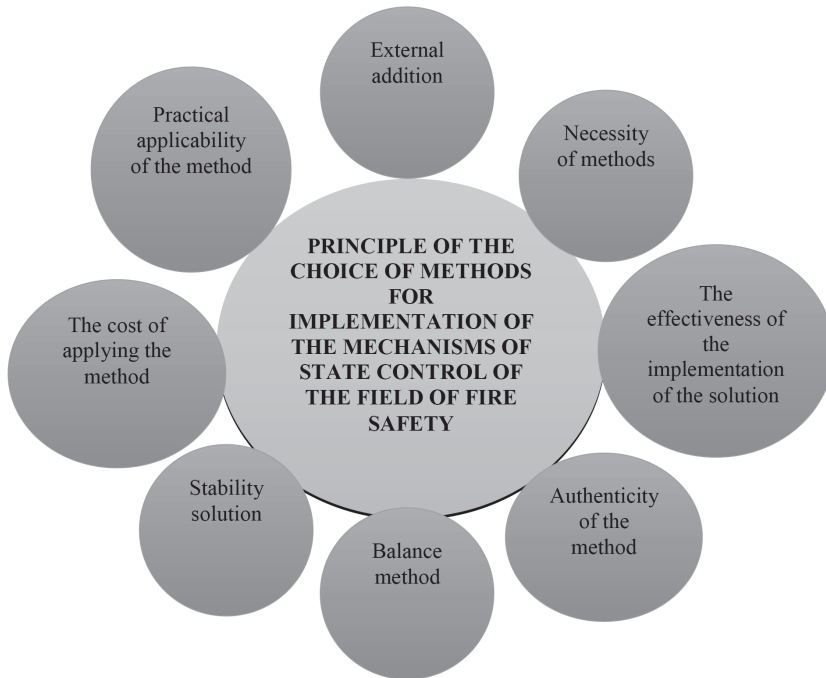 External
addition
Necessity
of methods
The
effectiveness of
the
implementation
of the solution
Authenticity
of the
method
Balance
method
Stability
solution
The cost of
applying the
method
Practical
applicability
of the method
PRINCIPLE OF THE
CHOICE OF METHODS
FOR
IMPLEMENTATION OF
THE MECHANISMS OF
STATE CONTROL OF
THE FIELD OF FIRE
SAFETY